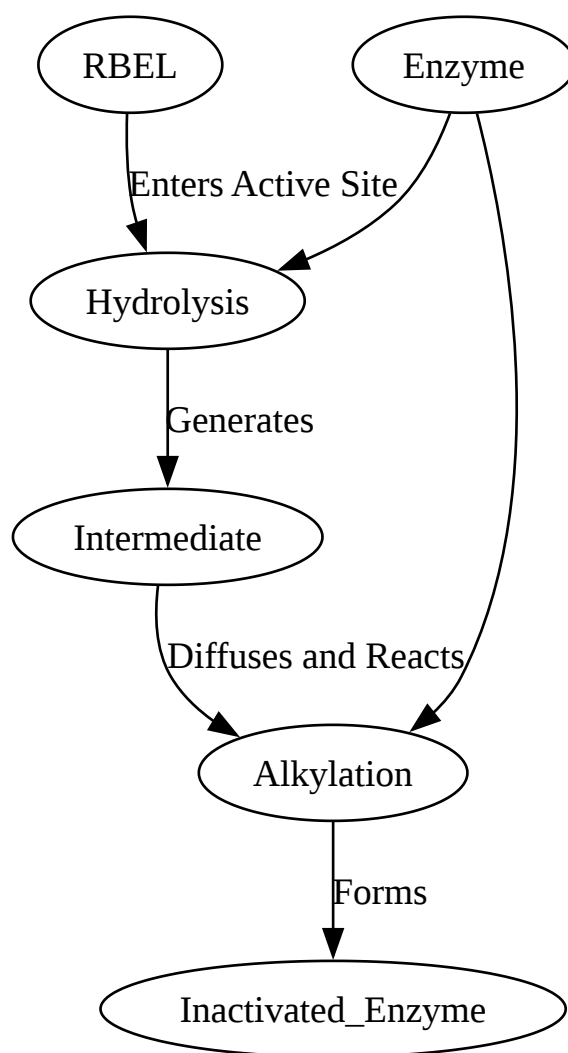 RBEL
Enzyme
Enters Active Site
Hydrolysis
Generates
Intermediate
Diffuses and Reacts
Alkylation
Forms
Inactivated_Enzyme